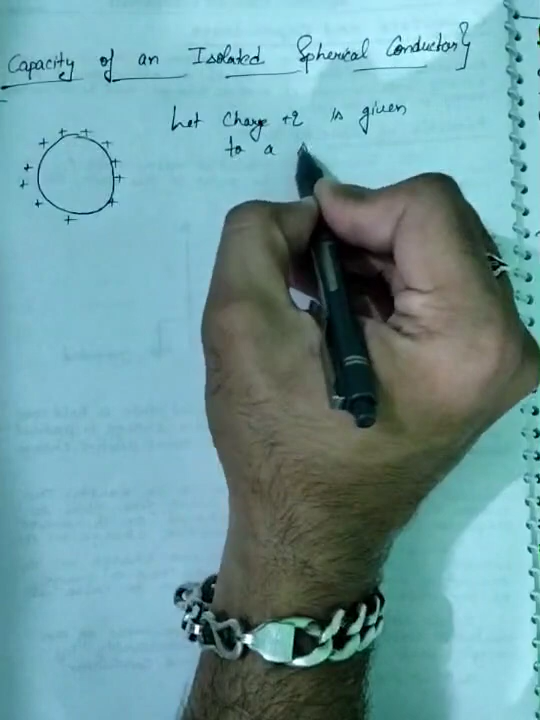 Capacity of an Isolated Spherical Conductor}
Let Charge +q is given
to a